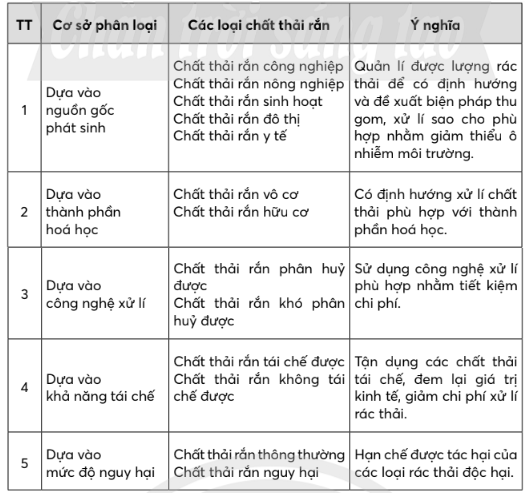 Chân trời sáng tạo
TT Cơ sở phân loại Các loại chất thải rắn Ý nghĩa
1
Dựa vào
nguồn gốc
phát sinh
Chất thải rắn công nghiệp
Chất thải rắn nông nghiệp
Chất thải rắn sinh hoạt
Chất thải rắn đô thị
Chất thải rắn y tế
Quản lí được lượng rác
thải để có định hướng
và đề xuất biện pháp thu
gom, xử lí sao cho phù
hợp nhằm giảm thiểu ô
nhiễm môi trường.
2
Dựa vào
thành phần
hoá học
Chất thải rắn vô cơ
Chất thải rắn hữu cơ
Có định hướng xử lí chất
thải phù hợp với thành
phần hoá học.
3
Dựa vào
công nghệ xử lí
Chất thải rắn phân huỷ
được
Chất thải rắn khó phân
huỷ được
Sử dụng công nghệ xử lí
phù hợp nhằm tiết kiệm
chi phí.
4
Dựa vào
khả năng tái chế
Chất thải rắn tái chế được
Chất thải rắn không tái
chế được
Tận dụng các chất thải
tái chế, đem lại giá trị
kinh tế, giảm chi phí xử lí
rác thải.
5
Dựa vào
mức độ nguy hại
Chất thải rắn thông thường
Chất thải rắn nguy hại
Hạn chế được tác hại của
các loại rác thải độc hại.